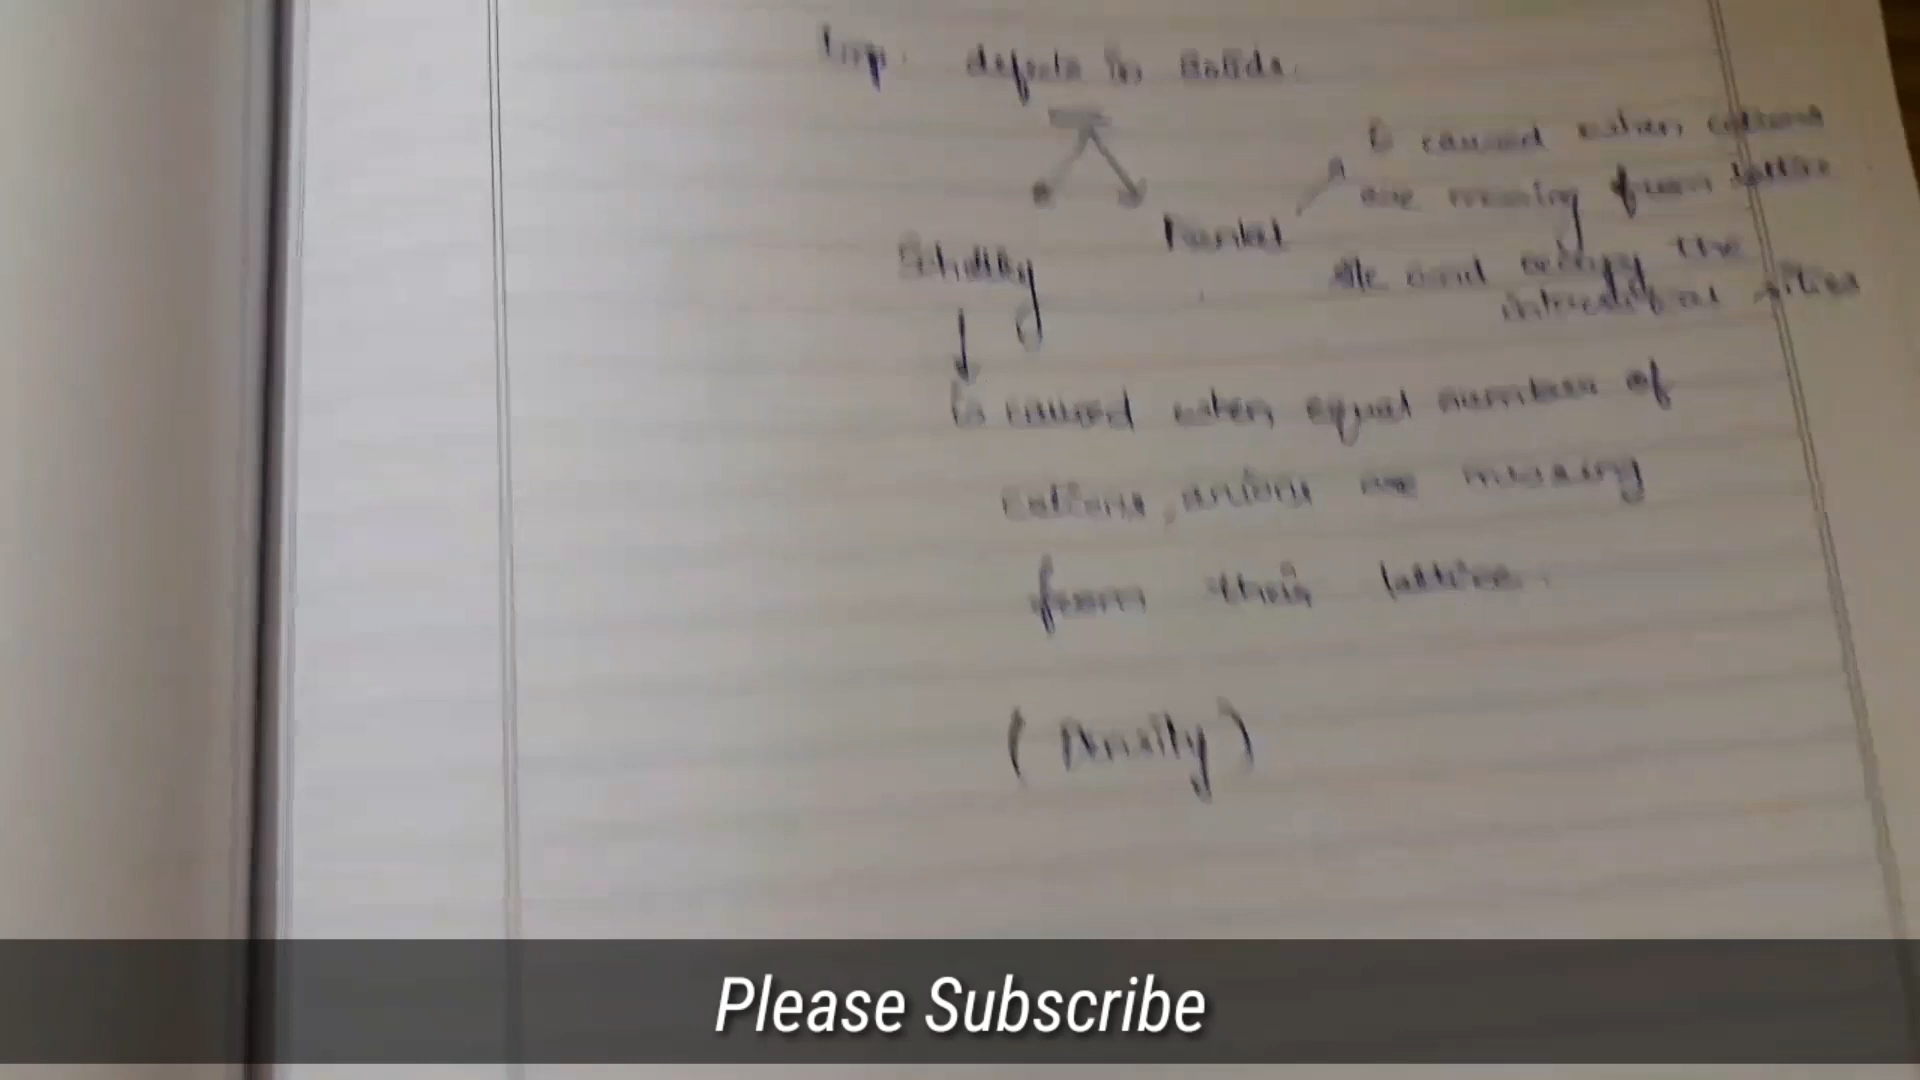 Imp. defects in solids.
is caused when cations
are missing from lattice
site and occupy the
interstitial sities
Frenkel
Schottky
is caused when equal number of
cations, anions are missing
from their lattice.
(Density)
Please Subscribe